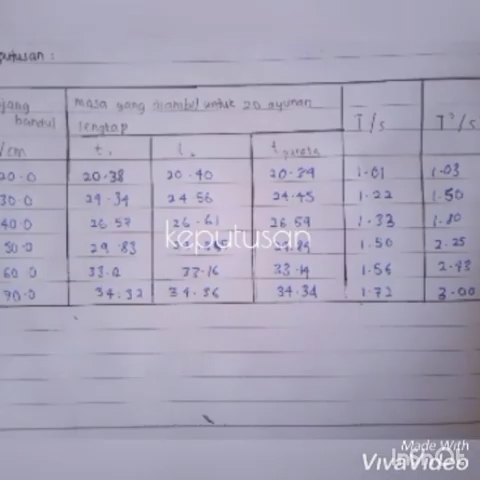 putusan :
jang masa yang diambil untuk 20 ayunan T/s T²/s
bandul lengkap
/cm t₁ t₂ t purata
20.0 20.38 20.40 20.39 1.01 1.03
30.0 24.34 24.56 24.45 1.22 1.50
40.0 26.57 26.61 26.59 1.33 1.80
50.0 29.83 1.50 2.25
60.0 33.16 33.14 1.56 2.43
70.0 34.32 34.36 34.34 1.72 3.00
keputusan
Made With
VivaVideo